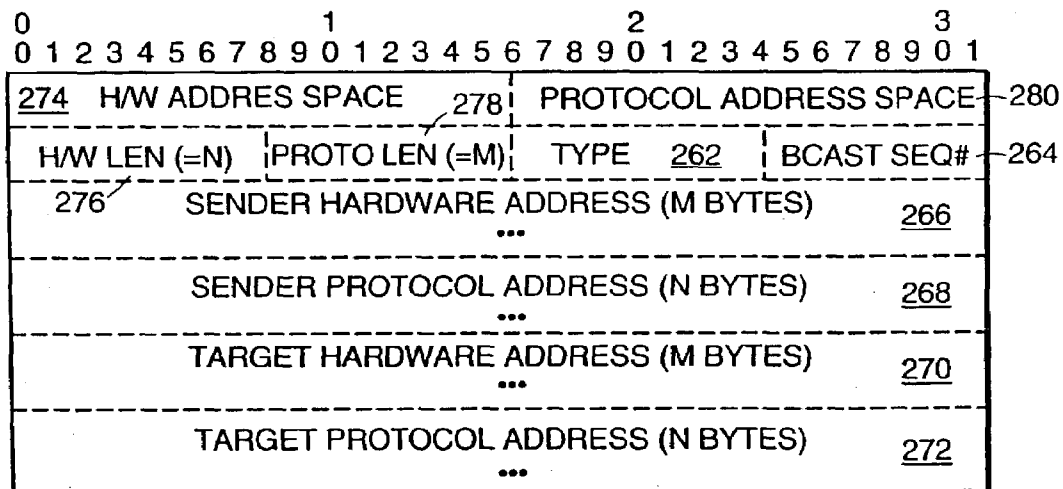 0 1 2 3
0 1 2 3 4 5 6 7 8 9 0 1 2 3 4 5 6 7 8 9 0 1 2 3 4 5 6 7 8 9 0 1
274 H/W ADDRES SPACE 278 PROTOCOL ADDRESS SPACE 280
H/W LEN (=N) PROTO LEN (=M) TYPE 262 BCAST SEQ# 264
276 SENDER HARDWARE ADDRESS (M BYTES) 266
•••
SENDER PROTOCOL ADDRESS (N BYTES) 268
•••
TARGET HARDWARE ADDRESS (M BYTES) 270
•••
TARGET PROTOCOL ADDRESS (N BYTES) 272
•••